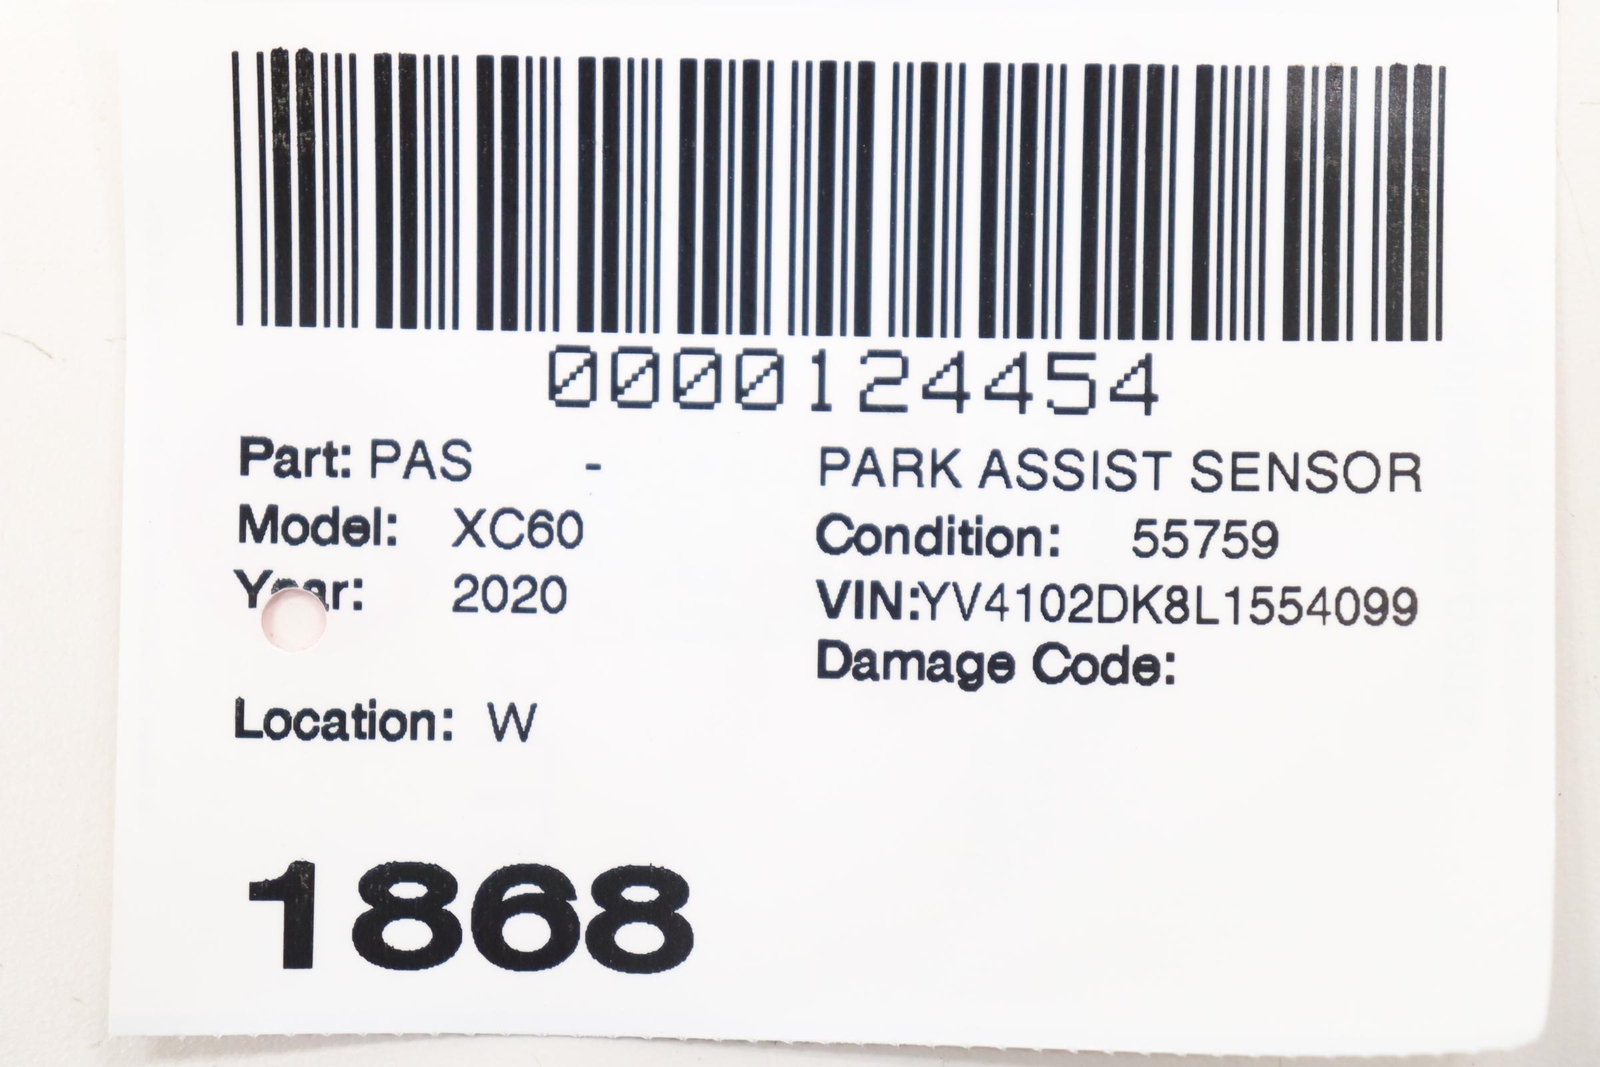 0000124454
Part: PAS - PARK ASSIST SENSOR
Model: XC60 Condition: 55759
Year: 2020 VIN:YV4102DK8L1554099
Damage Code:
Location: W
1868